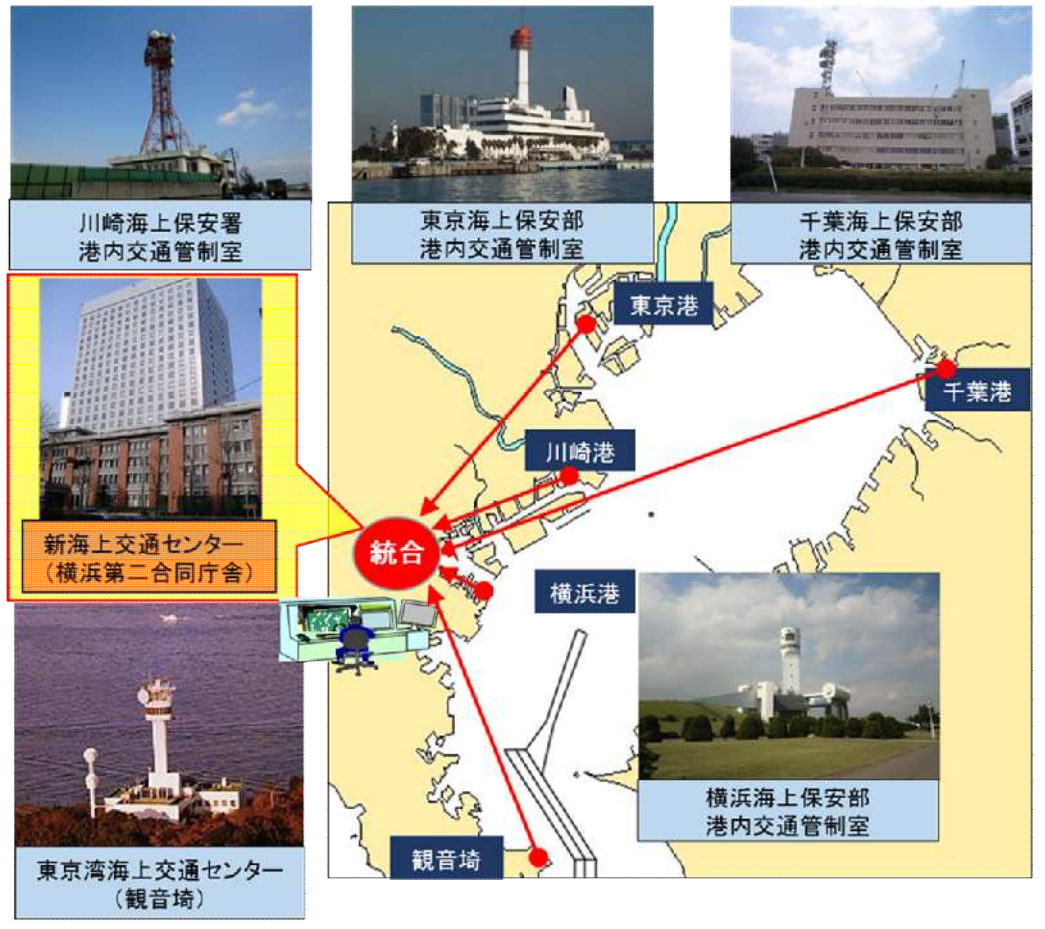 川崎海上保安署
港内交通管制室
東京海上保安部
港内交通管制室
千葉海上保安部
港内交通管制室
東京港
千葉港
川崎港
新海上交通センター
（横浜第二合同庁舎）
統合
横浜港
横浜海上保安部
港内交通管制室
観音埼
東京湾海上交通センター
（観音埼）